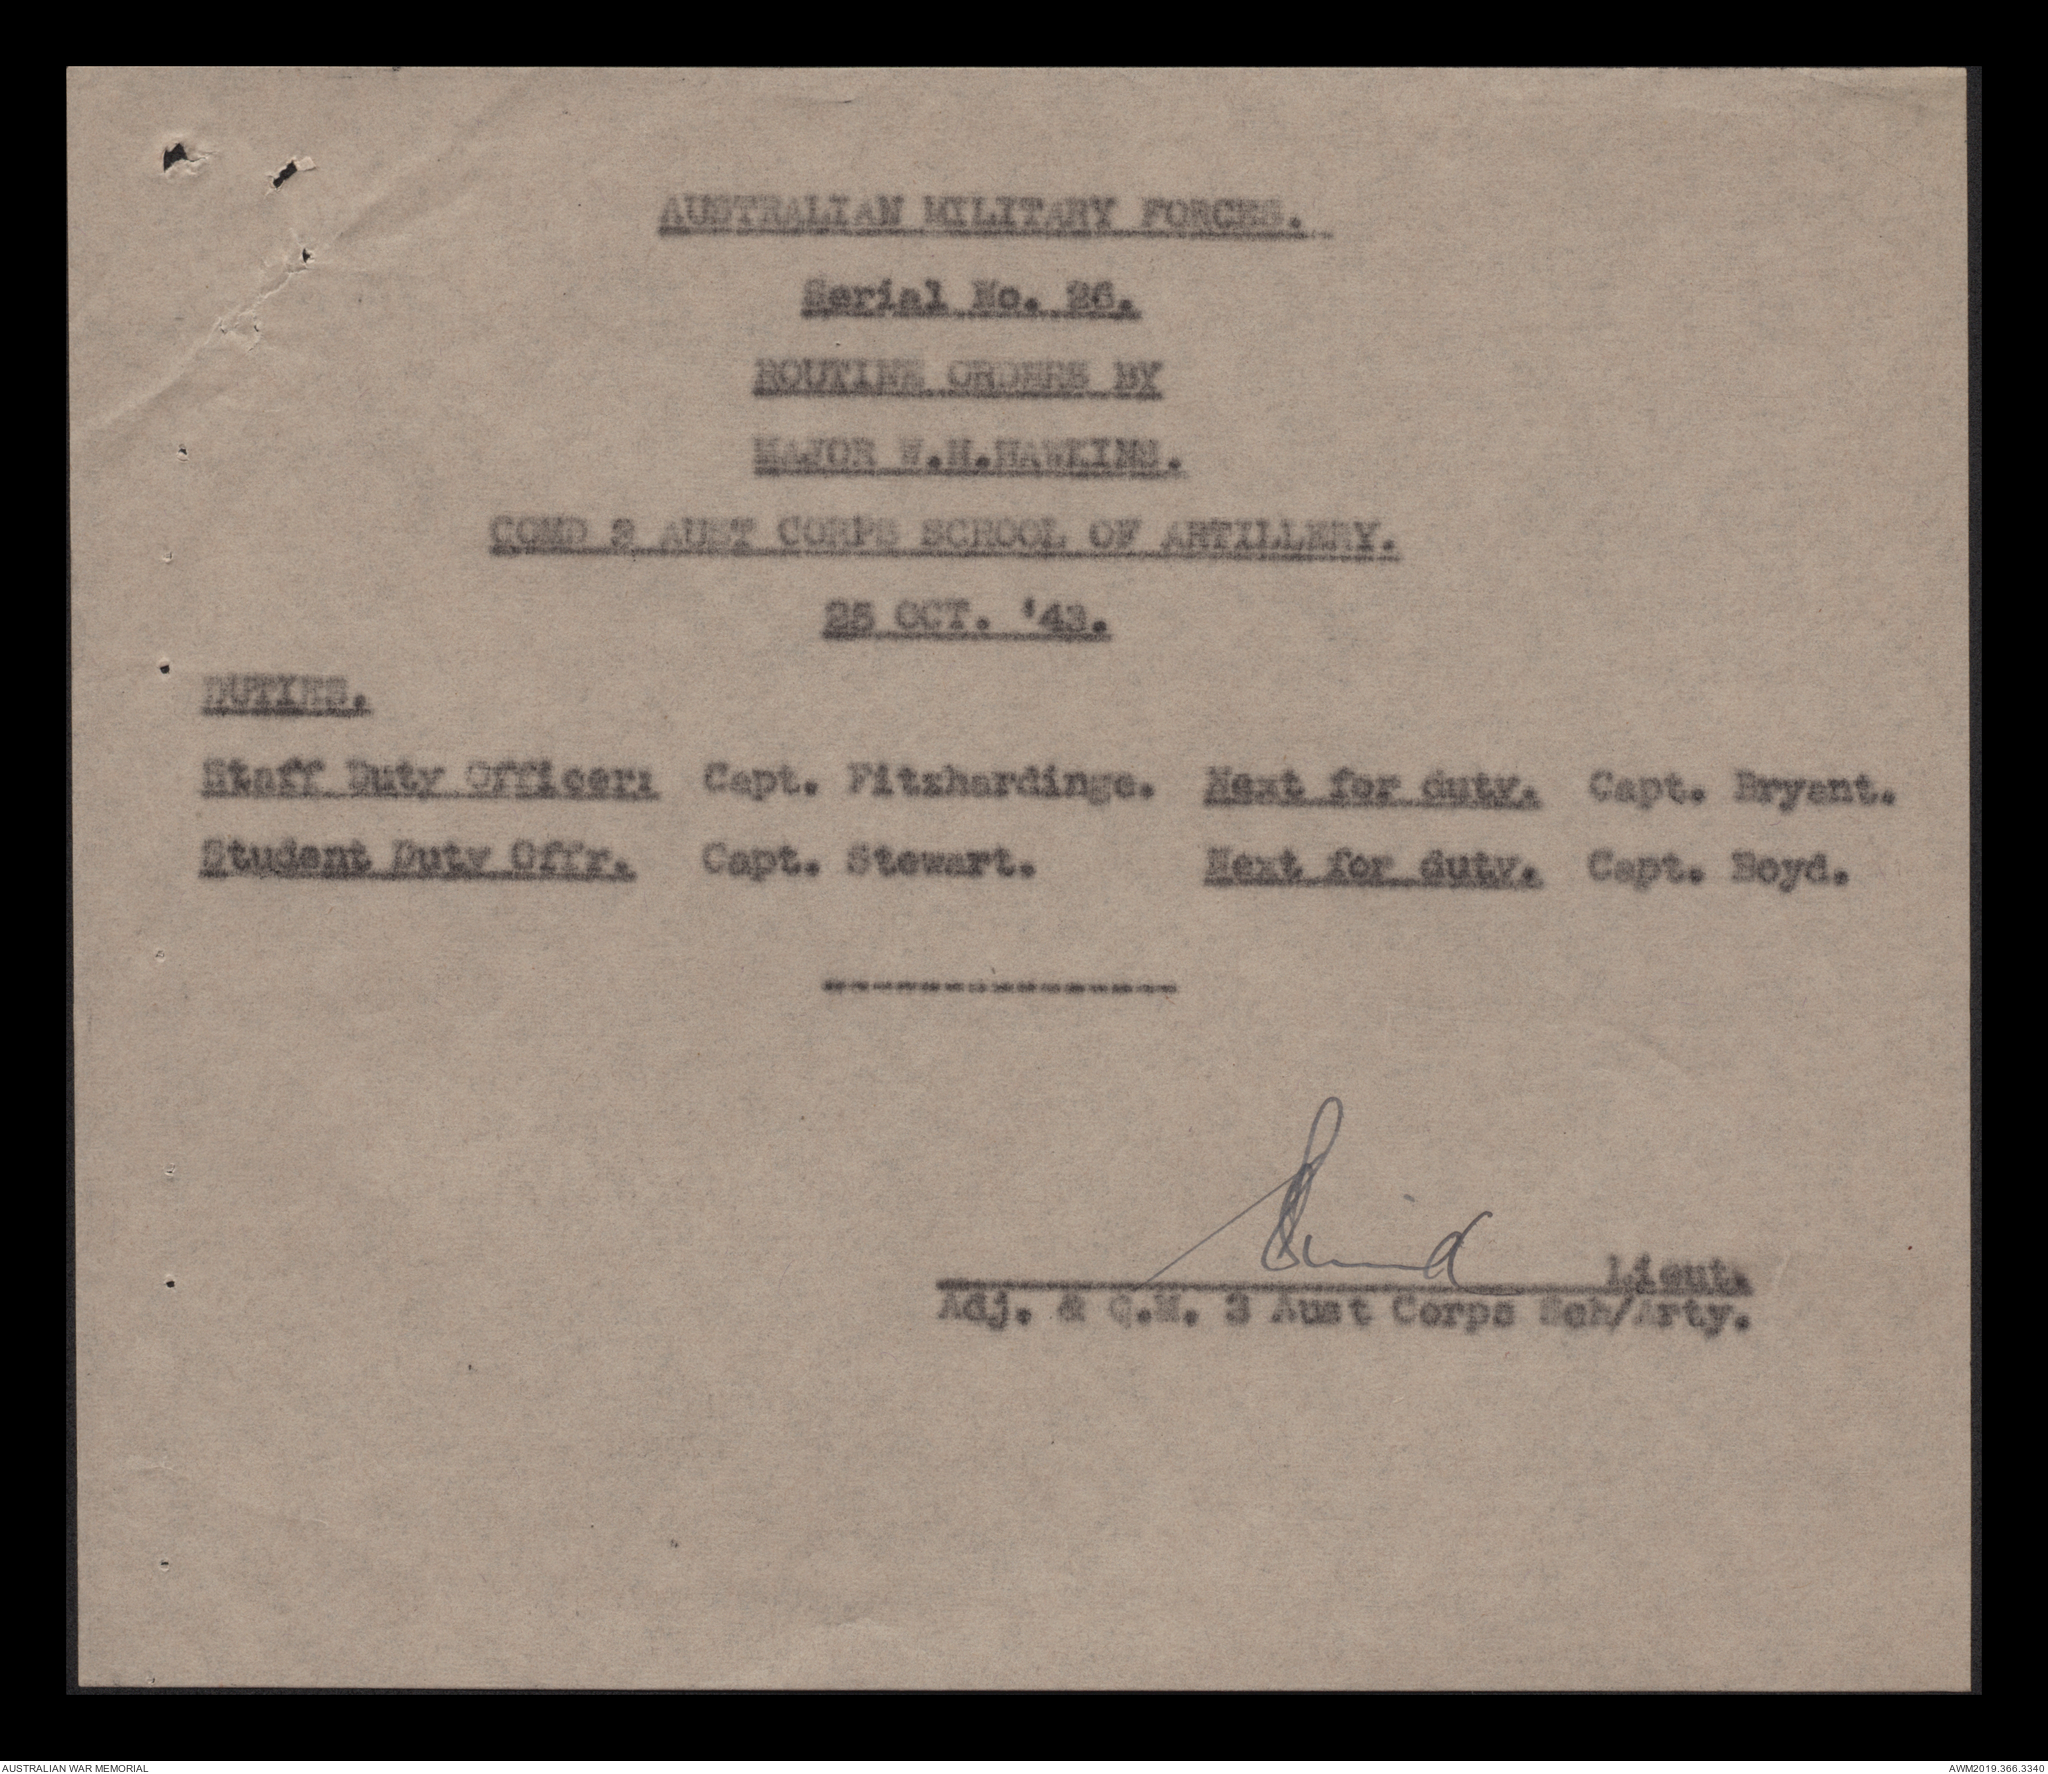 AUSTRALIAN MILITARY FORCES.
Serial No. 26.
ROUTINE ORDERS BY
MAJOR W.H.HAWKINS.
COMD 3 AUST CORPS SCHOOL OF ARTILLERY.
25 OCT. '43.
DUTIES.
Staff Duty Officer: Capt. Fitzhardinge. Next for duty. Capt. Bryant.
Student Duty Offr. Capt. Stewart. Next for duty. Capt. Boyd.
---------------
Lieut.
Adj. & Q.M. 3 Aust Corps Sch/Arty.
AUSTRALIAN WAR MEMORIAL
AWM2019.366.3340